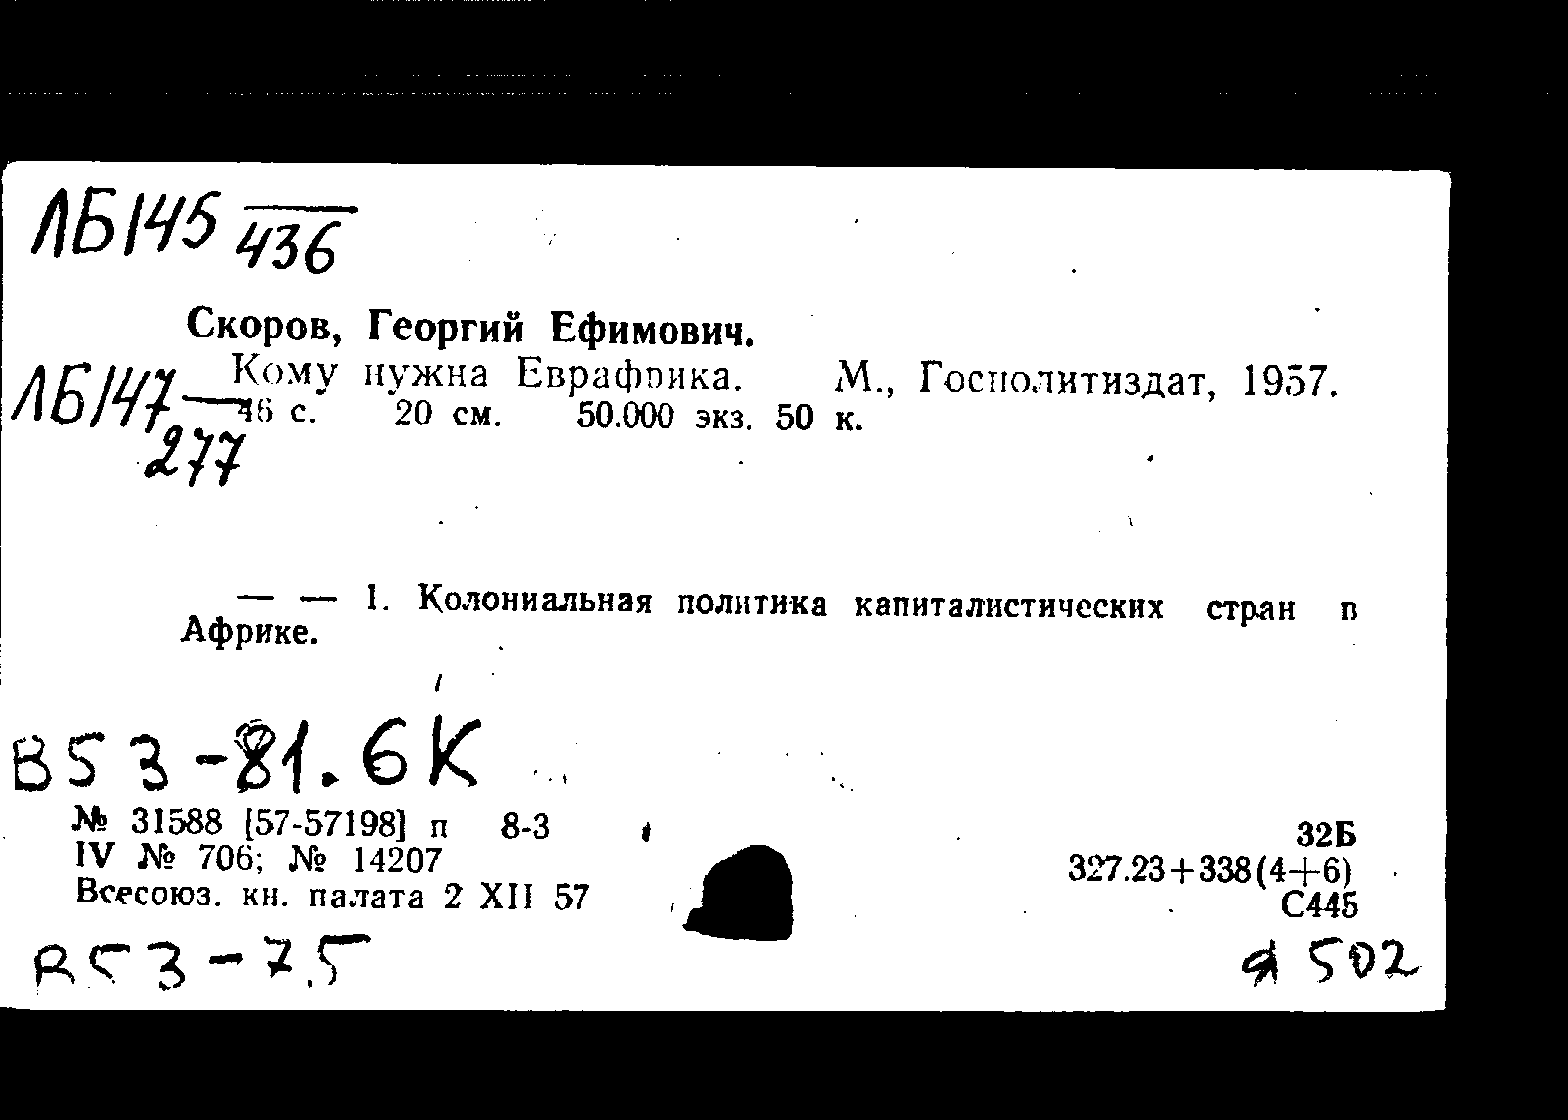 ЛБ145
436
Скоров, Георгий Ефимович.
Кому нужна Еврафрика. М., Госполитиздат, 1957.
ЛБ147
46 с. 20 см. 50.000 экз. 50 к.
277
— — 1. Колониальная политика капиталистических стран в
Африке.
В53-81.6К
№ 31588 [57-57198] п 8-3
32Б
IV № 706; № 14207
327.23+338(4+6)
Всесоюз. кн. палата 2 XII 57
С445
В53-7.5
502